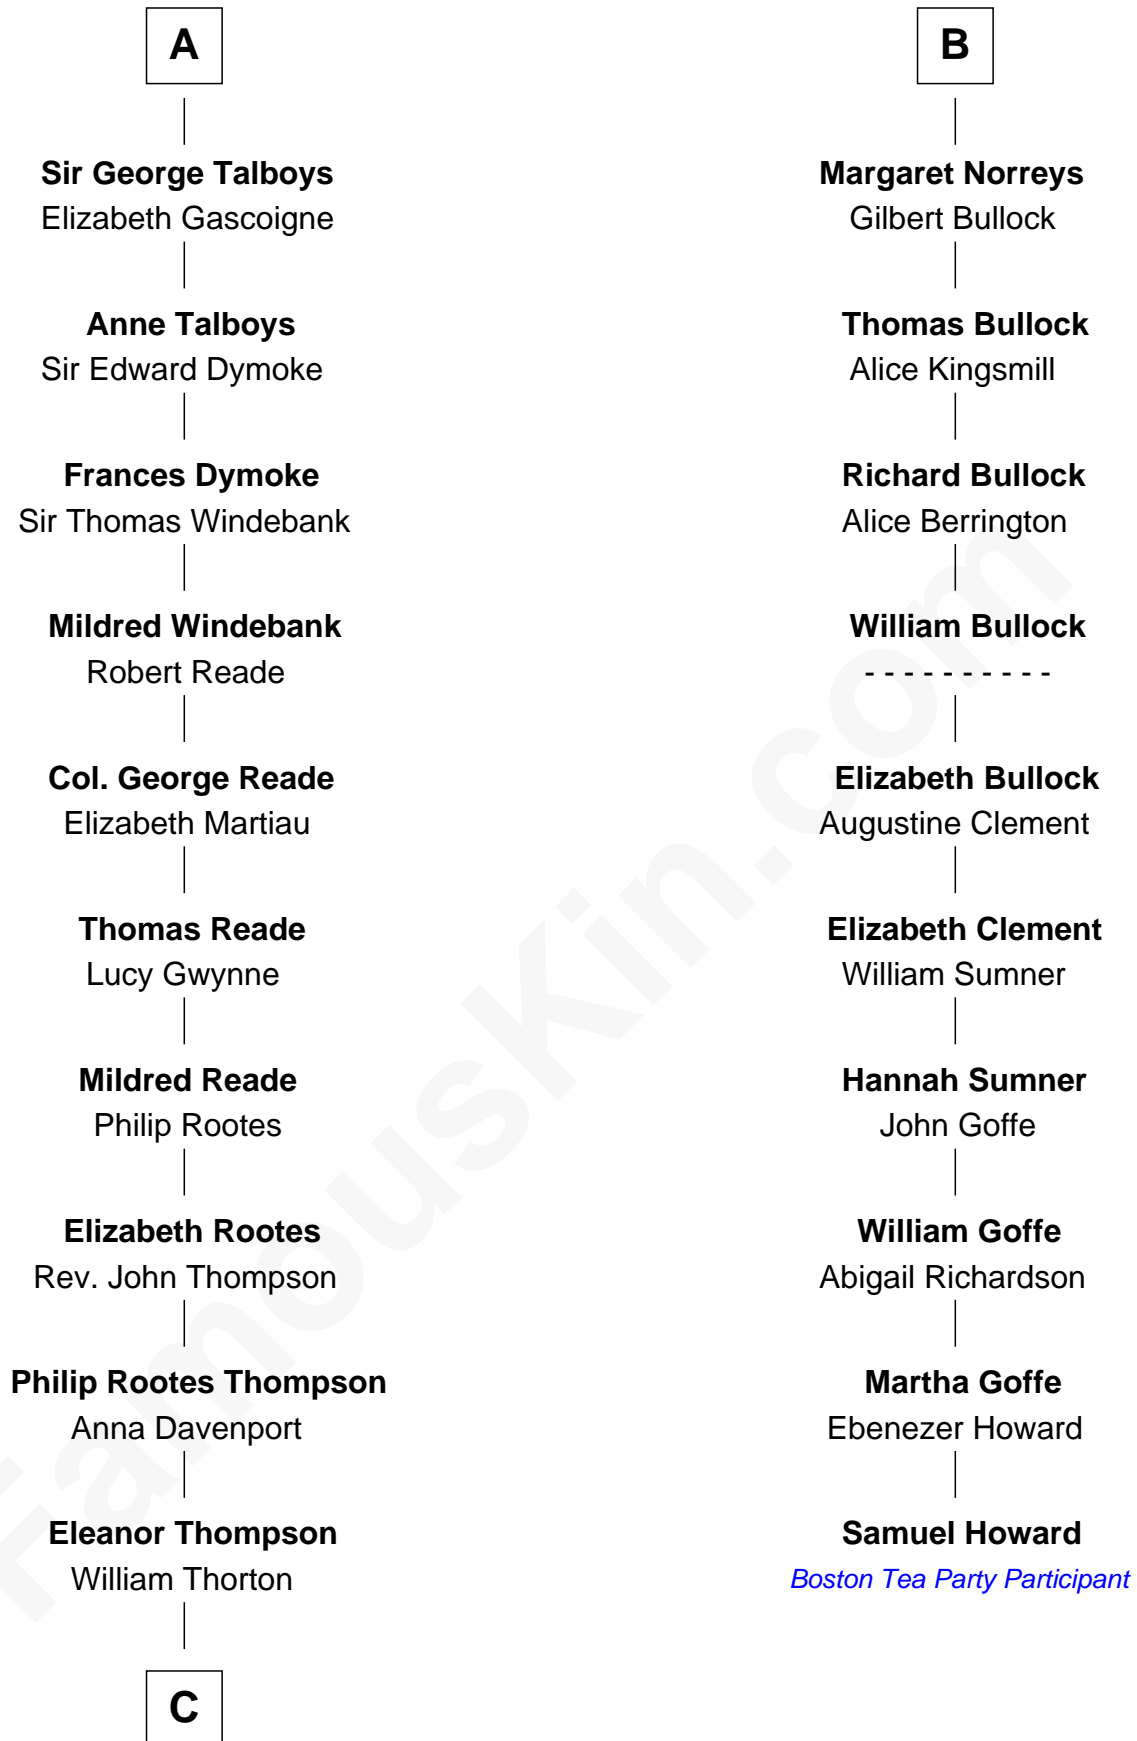 A
Sir George Talboys
Elizabeth Gascoigne
Anne Talboys
Sir Edward Dymoke
Frances Dymoke
Sir Thomas Windebank
Mildred Windebank
Robert Reade
Col. George Reade
Elizabeth Martiau
Thomas Reade
Lucy Gwynne
Mildred Reade
Philip Rootes
Elizabeth Rootes
Rev. John Thompson
Philip Rootes Thompson
Anna Davenport
Eleanor Thompson
William Thorton
C
B
Margaret Norreys
Gilbert Bullock
Thomas Bullock
Alice Kingsmill
Richard Bullock
Alice Berrington
William Bullock
- - - - - - - - - -
Elizabeth Bullock
Augustine Clement
Elizabeth Clement
William Sumner
Hannah Sumner
John Goffe
William Goffe
Abigail Richardson
Martha Goffe
Ebenezer Howard
Samuel Howard
Boston Tea Party Participant
FamousKin.com